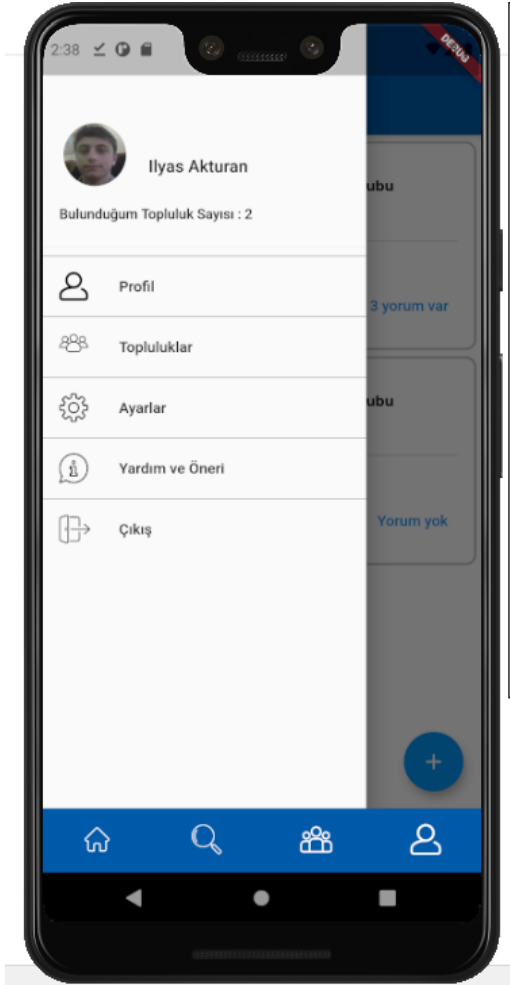 2:38
DEBUG
Ilyas Akturan
Bulunduğum Topluluk Sayısı : 2
ubu
Profil
3 yorum var
Topluluklar
Ayarlar
ubu
Yardım ve Öneri
Yorum yok
Çıkış